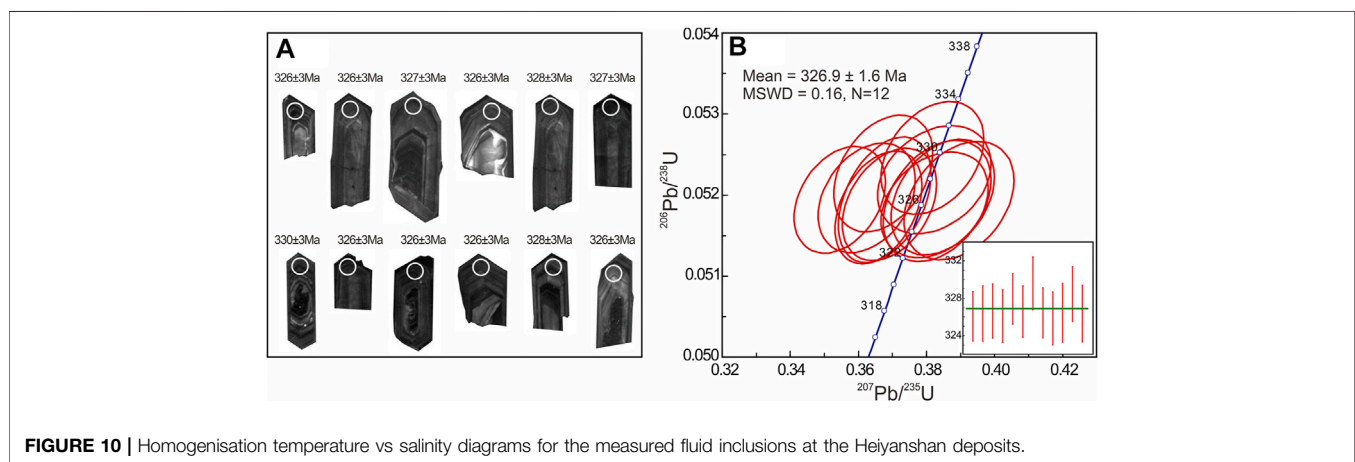 A
326±3Ma 326±3Ma 327±3Ma 326±3Ma 328±3Ma 327±3Ma
330±3Ma 326±3Ma 326±3Ma 326±3Ma 328±3Ma 326±3Ma
B
Mean = 326.9 ± 1.6 Ma
MSWD = 0.16, N=12
0.054
0.053
0.052
0.051
0.050
²⁰⁶Pb/²³⁸U
338
334
330
326
322
318
332
328
324
0.32 0.34 0.36 0.38 0.40 0.42
²⁰⁷Pb/²³⁵U
FIGURE 10 | Homogenisation temperature vs salinity diagrams for the measured fluid inclusions at the Heiyanshan deposits.